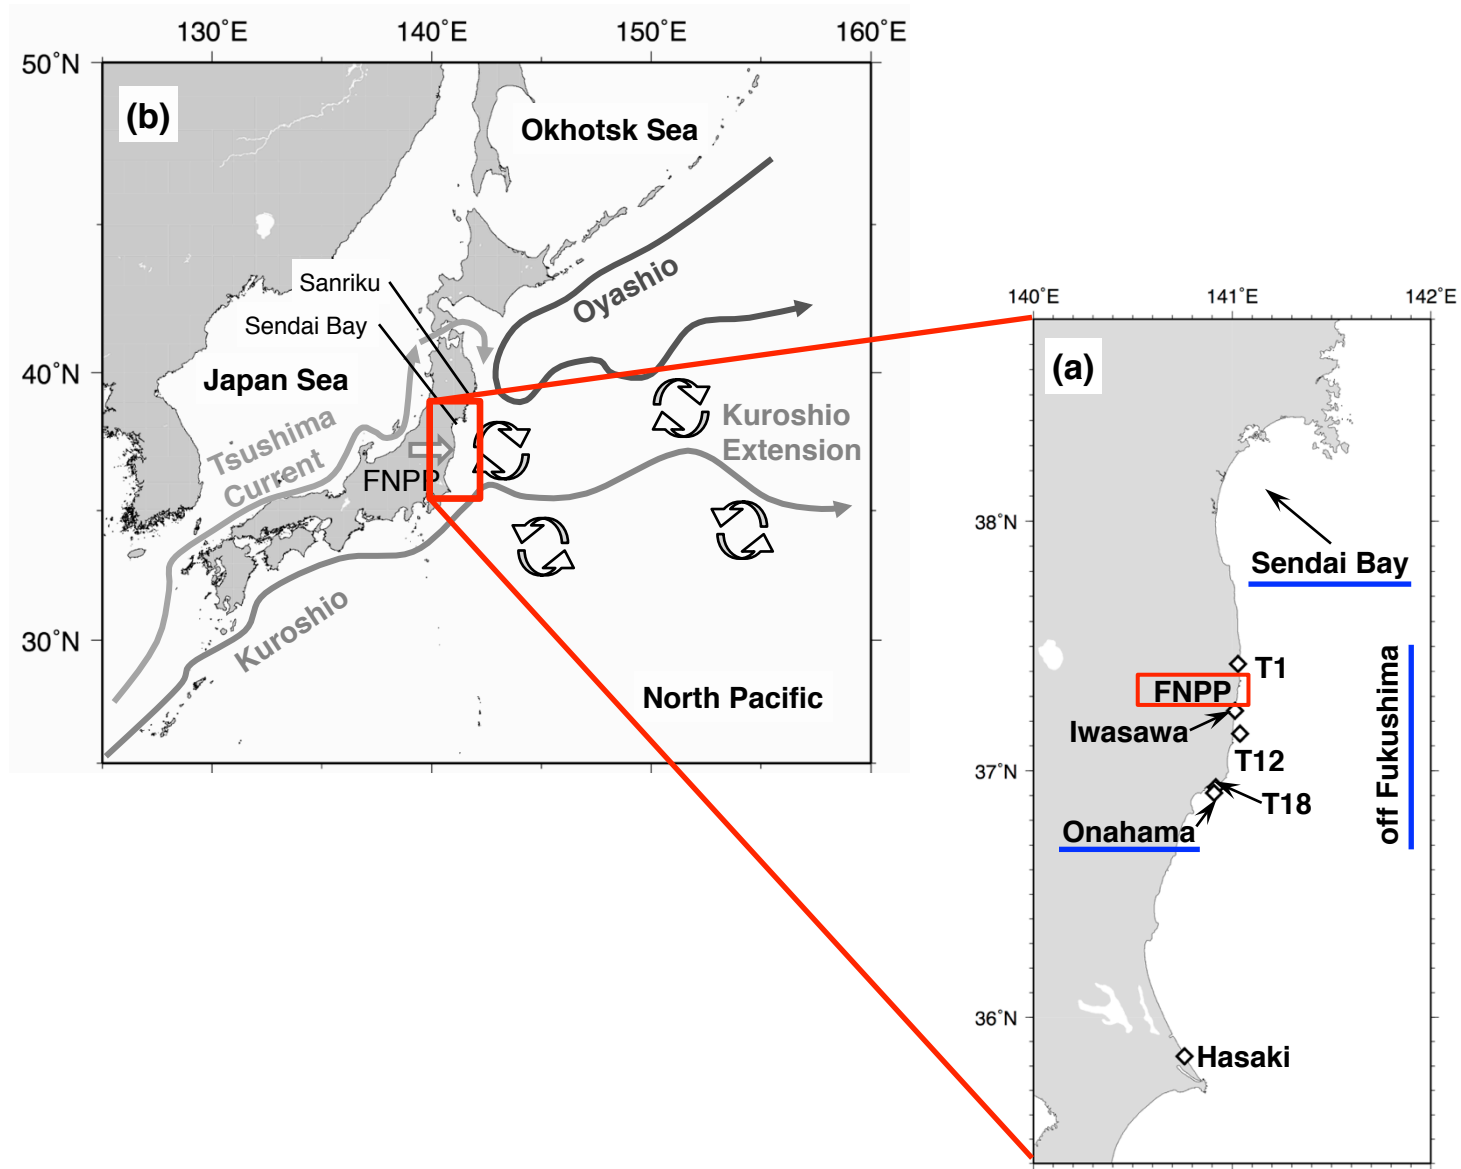 130°E 140°E 150°E 160°E
50°N
(b)
Okhotsk Sea
Sanriku
Oyashio
Sendai Bay
40°N
Japan Sea
Kuroshio
Extension
Tsushima
Current
FNPP
Kuroshio
30°N
North Pacific
140°E 141°E 142°E
(a)
38°N
Sendai Bay
T1
FNPP
Iwasawa
T12
37°N
T18
Onahama
off Fukushima
36°N
Hasaki